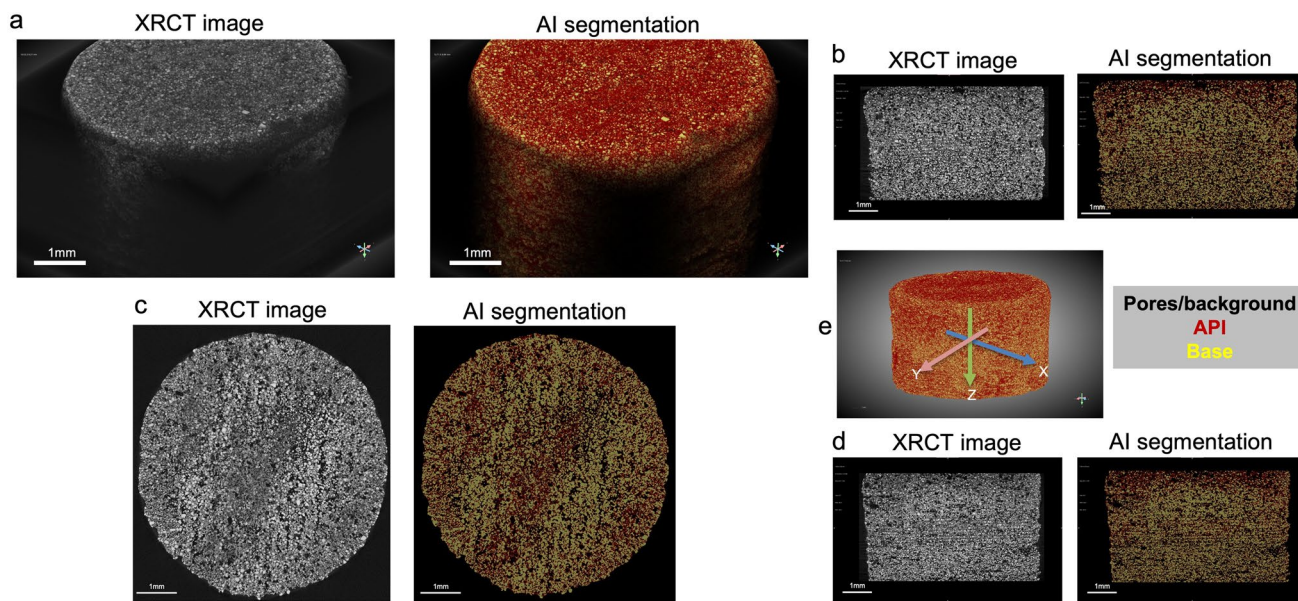 a
XRCT image
AI segmentation
1mm
1mm
b
XRCT image
AI segmentation
1mm
1mm
c
XRCT image
AI segmentation
1mm
1mm
e
Y
X
Z
Pores/background
API
Base
d
XRCT image
AI segmentation
1mm
1mm